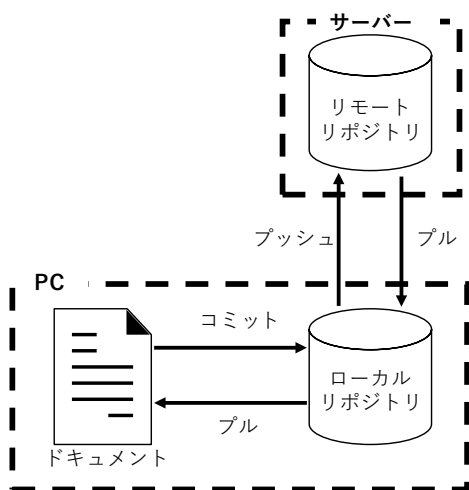 サーバー
リモート
リポジトリ
プッシュ
プル
PC
コミット
ローカル
リポジトリ
プル
ドキュメント